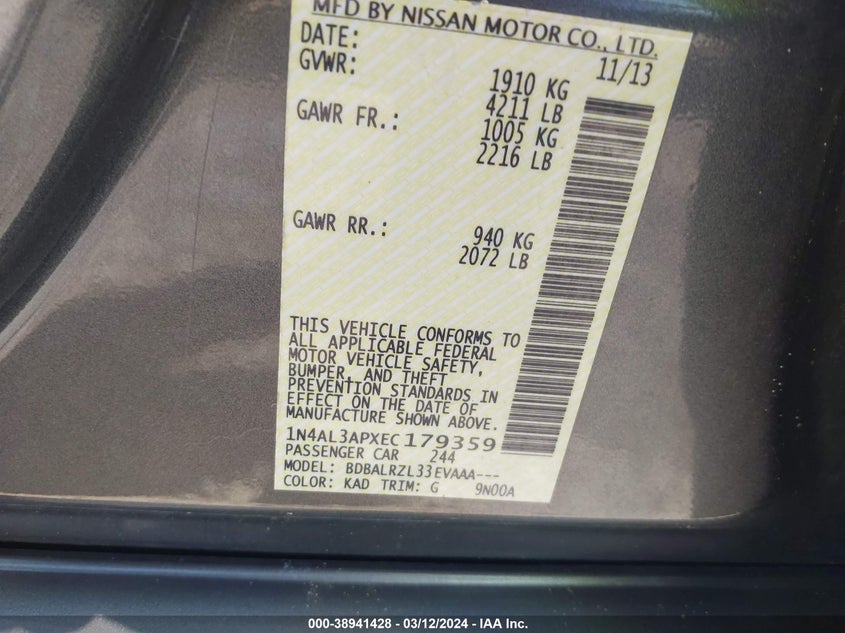 MFD BY NISSAN MOTOR CO., LTD.
DATE: 11/13
GVWR: 1910 KG
4211 LB
GAWR FR.: 1005 KG
2216 LB
GAWR RR.: 940 KG
2072 LB
THIS VEHICLE CONFORMS TO
ALL APPLICABLE FEDERAL
MOTOR VEHICLE SAFETY,
BUMPER, AND THEFT
PREVENTION STANDARDS IN
EFFECT ON THE DATE OF
MANUFACTURE SHOWN ABOVE.
1N4AL3APXEC179359
PASSENGER CAR 244
MODEL: BDBALRZL33EVAAA---
COLOR: KAD TRIM: G 9N00A
000-38941428 - 03/12/2024 - IAA Inc.